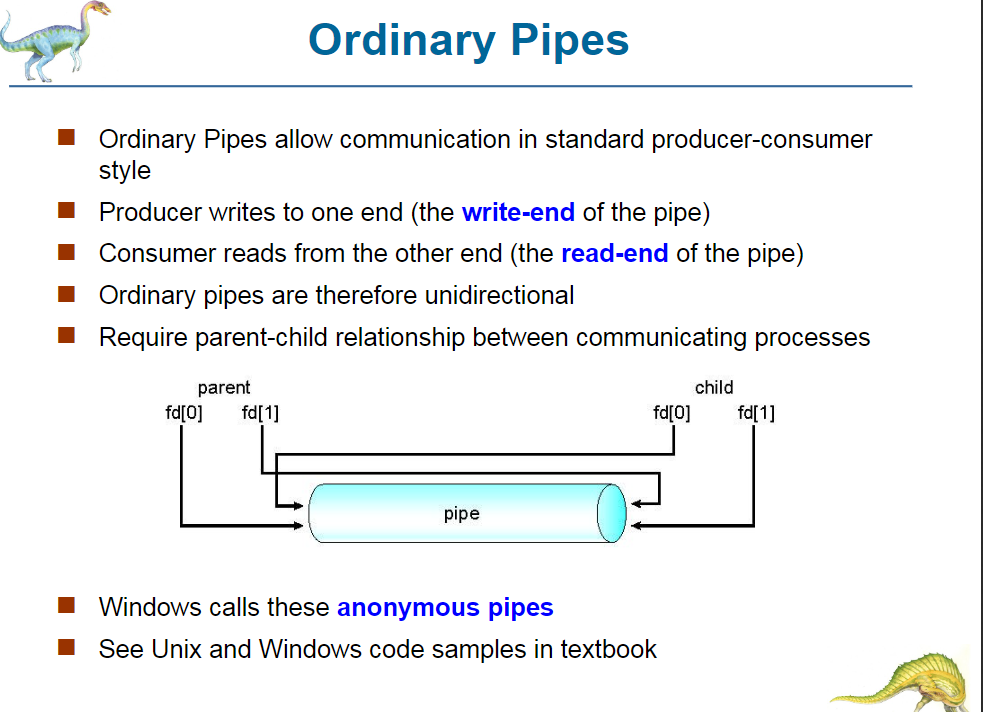 Ordinary Pipes
Ordinary Pipes allow communication in standard producer-consumer
style
Producer writes to one end (the write-end of the pipe)
Consumer reads from the other end (the read-end of the pipe)
Ordinary pipes are therefore unidirectional
Require parent-child relationship between communicating processes
parent child
fd[0] fd[1] fd[0] fd[1]
pipe
Windows calls these anonymous pipes
See Unix and Windows code samples in textbook